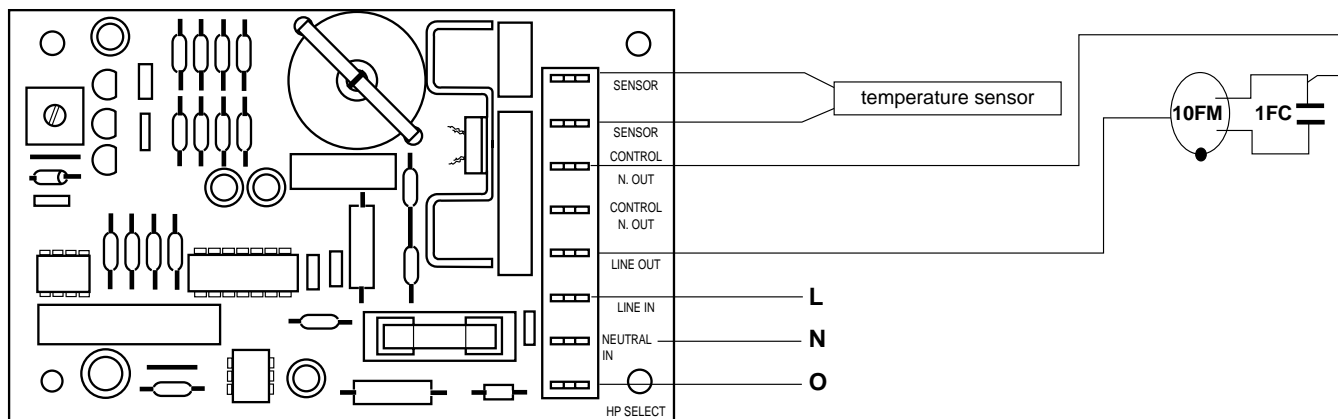 SENSOR
temperature sensor
10FM
1FC
SENSOR
CONTROL
N. OUT
CONTROL
N. OUT
LINE OUT
LINE IN
L
NEUTRAL
IN
N
O
HP SELECT